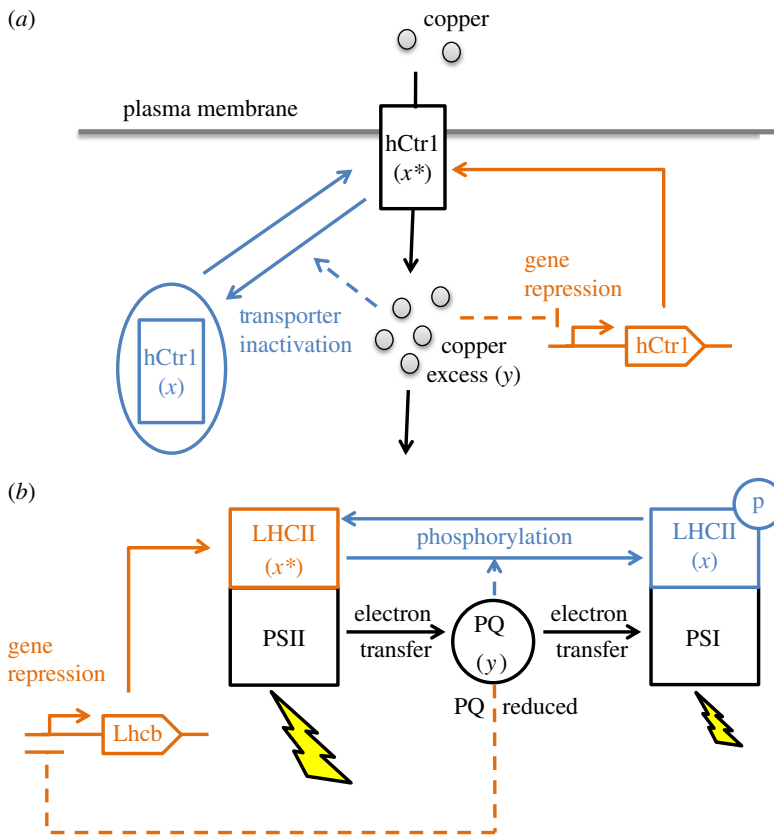 (a)
copper
plasma membrane
hCtr1
(x*)
gene
repression
transporter
inactivation
hCtr1
(x)
copper
excess (y)
hCtr1
(b)
p
LHCII
(x*)
phosphorylation
LHCII
(x)
electron
transfer
PQ
(y)
electron
transfer
PSII
PSI
gene
repression
PQ reduced
Lhcb